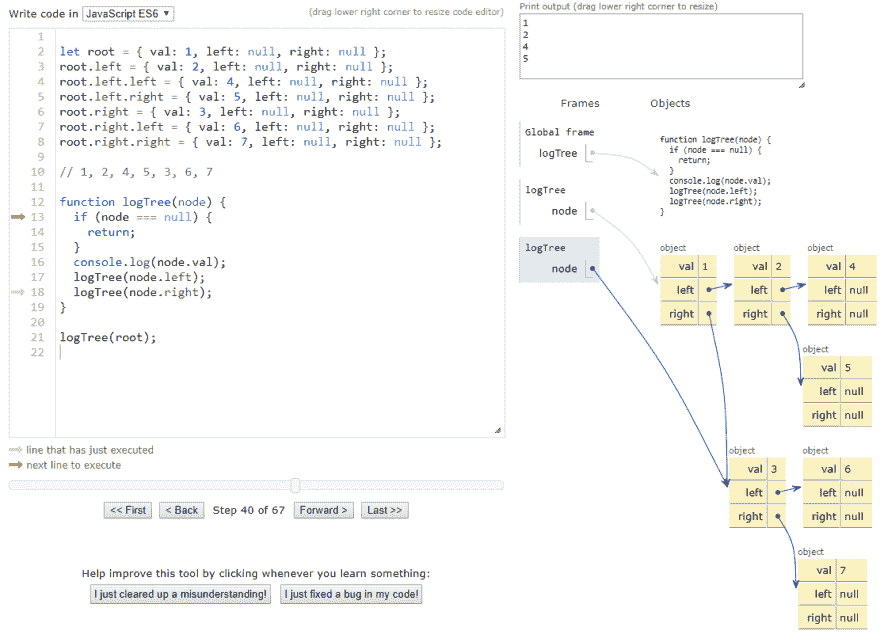 Write code in JavaScript ES6 ▼
(drag lower right corner to resize code editor)
1
2 let root = { val: 1, left: null, right: null };
3 root.left = { val: 2, left: null, right: null };
4 root.left.left = { val: 4, left: null, right: null };
5 root.left.right = { val: 5, left: null, right: null };
6 root.right = { val: 3, left: null, right: null };
7 root.right.left = { val: 6, left: null, right: null };
8 root.right.right = { val: 7, left: null, right: null };
9
10 // 1, 2, 4, 5, 3, 6, 7
11
12 function logTree(node) {
13 if (node === null) {
14 return;
15 }
16 console.log(node.val);
17 logTree(node.left);
18 logTree(node.right);
19 }
20
21 logTree(root);
22
line that has just executed
next line to execute
<< First < Back Step 40 of 67 Forward > Last >>
Help improve this tool by clicking whenever you learn something:
I just cleared up a misunderstanding! I just fixed a bug in my code!
Print output (drag lower right corner to resize)
1
2
4
5
Frames Objects
Global frame
logTree
logTree
node
logTree
node
function logTree(node) {
if (node === null) {
return;
}
console.log(node.val);
logTree(node.left);
logTree(node.right);
}
object
val 1
left
right
object
val 2
left
right
object
val 4
left null
right null
object
val 5
left null
right null
object
val 3
left
right
object
val 6
left null
right null
object
val 7
left null
right null